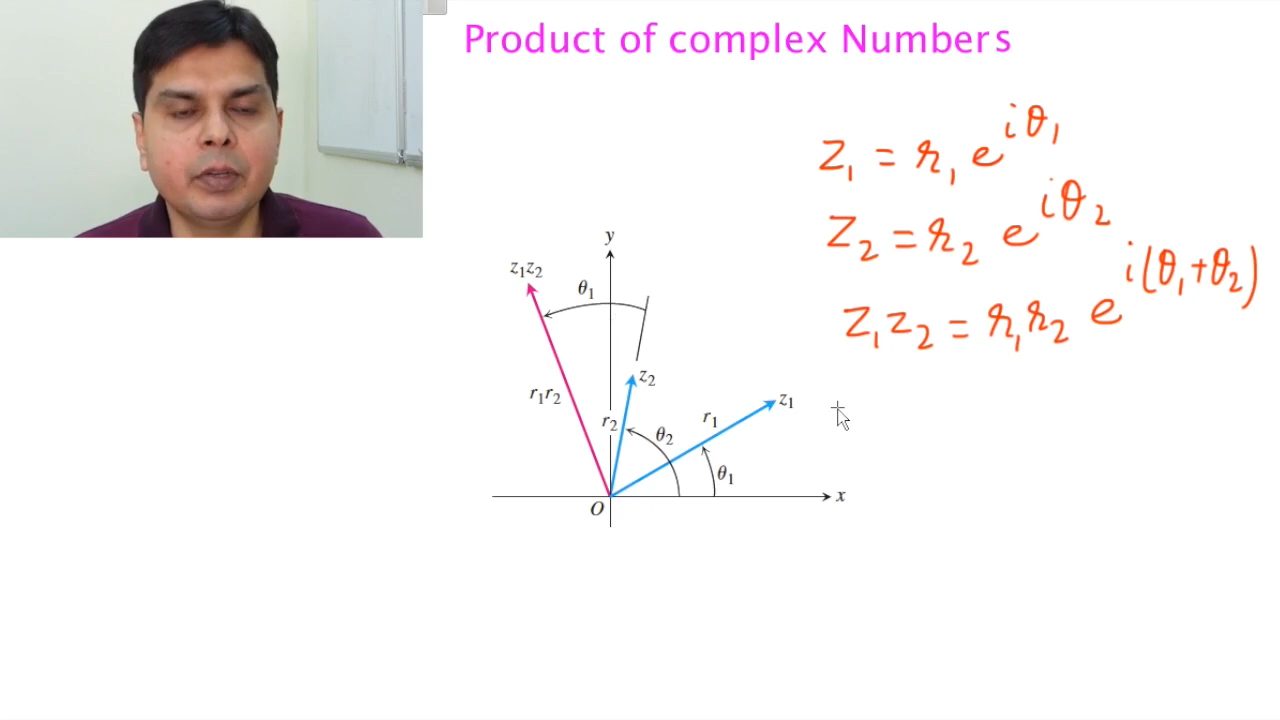 Product of complex Numbers
z₁ = r₁ e^{iθ₁}
z₂ = r₂ e^{iθ₂}
z₁z₂ = r₁r₂ e^{i(θ₁+θ₂)}
y
z₁z₂
θ₁
z₂
r₁r₂
z₁
r₁
r₂
θ₂
θ₁
x
O